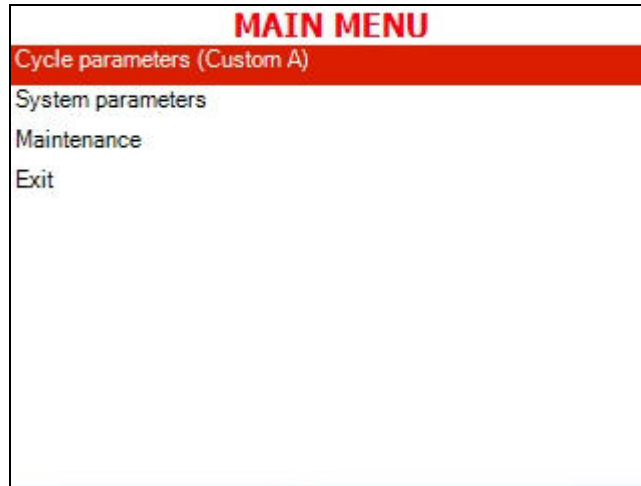 MAIN MENU
Cycle parameters (Custom A)
System parameters
Maintenance
Exit